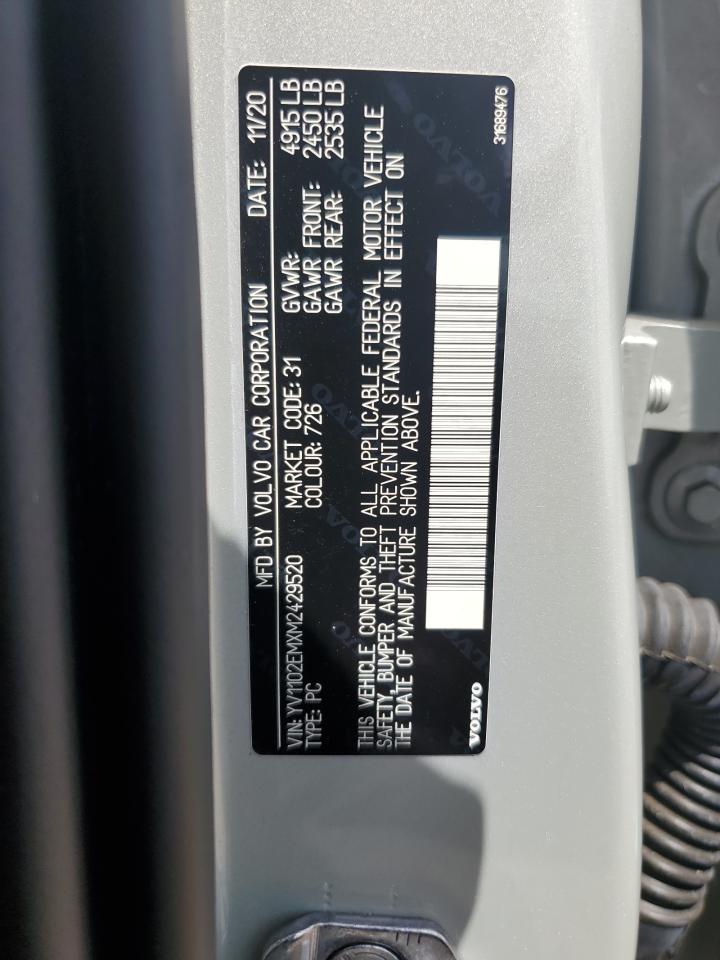 MFD BY VOLVO CAR CORPORATION DATE: 11/20
VIN: YV1102EMXM2429520 MARKET CODE: 31 GVWR: 4915 LB
TYPE: PC COLOUR: 726 GAWR FRONT: 2450 LB
GAWR REAR: 2535 LB
THIS VEHICLE CONFORMS TO ALL APPLICABLE FEDERAL MOTOR VEHICLE
SAFETY, BUMPER AND THEFT PREVENTION STANDARDS IN EFFECT ON
THE DATE OF MANUFACTURE SHOWN ABOVE.
VOLVO 31689476